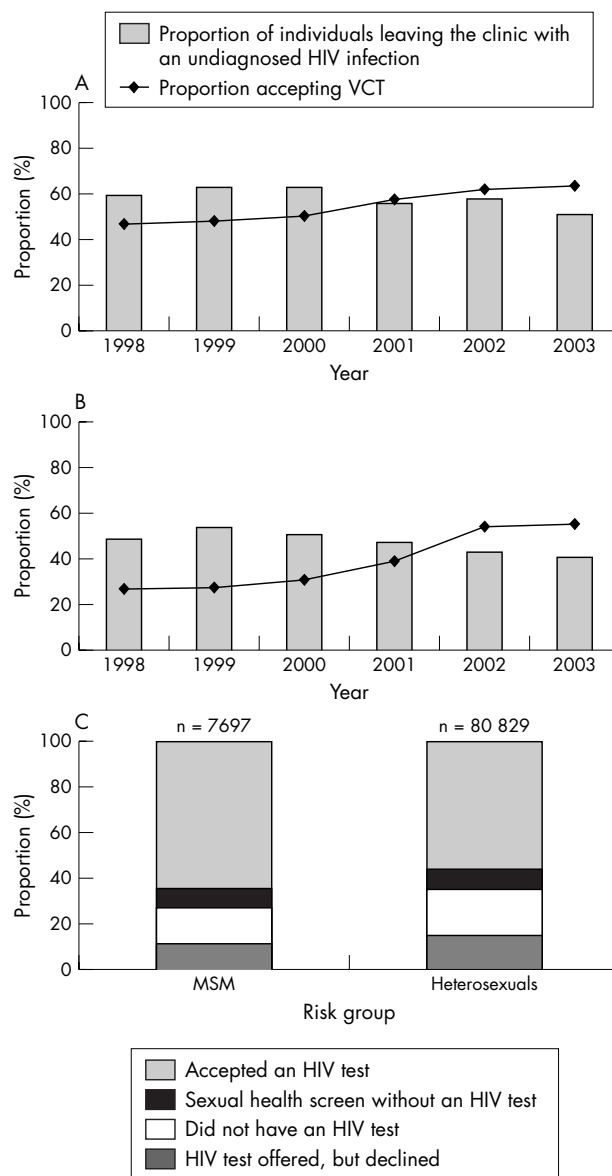 Proportion of individuals leaving the clinic with
an undiagnosed HIV infection
Proportion accepting VCT
A
100
80
60
40
20
0
Proportion (%)
1998 1999 2000 2001 2002 2003
Year
B
100
80
60
40
20
0
Proportion (%)
1998 1999 2000 2001 2002 2003
Year
C
n = 7697 n = 80 829
100
80
60
40
20
0
Proportion (%)
MSM Heterosexuals
Risk group
Accepted an HIV test
Sexual health screen without an HIV test
Did not have an HIV test
HIV test offered, but declined